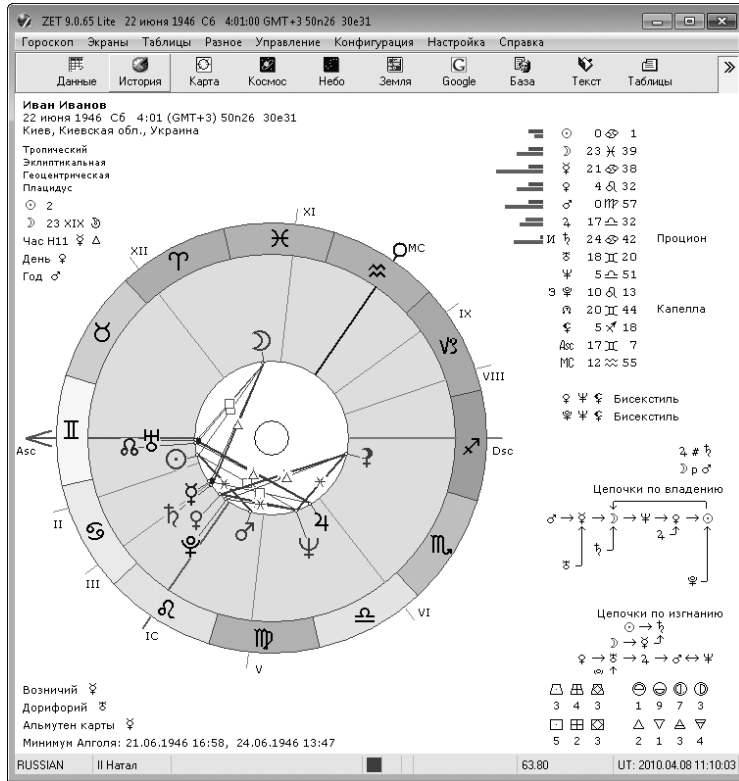 ZET 9.0.65 Lite 22 июня 1946 Сб 4:01:00 GMT+3 50n26 30e31
Гороскоп Экраны Таблицы Разное Управление Конфигурация Настройка Справка
Данные История Карта Космос Небо Земля Google База Текст Таблицы »
Иван Иванов
22 июня 1946 Сб 4:01 (GMT+3) 50n26 30e31
Киев, Киевская обл., Украина
Тропический
Эклиптикальная
Геоцентрическая
Плацидус
☉ 2
☽ 23 XIX
Час H11 ☿ △
День ♀
Год ♂
☉ 0 ♋ 1
☽ 23 ♓ 39
☿ 21 ♋ 38
♀ 4 ♌ 32
♂ 0 ♍ 57
♃ 17 ♎ 32
И ♄ 24 ♋ 42 Процион
♅ 18 ♊ 20
♆ 5 ♎ 51
Э 10 ♌ 13
☊ 20 ♊ 44 Капелла
⚸ 5 ♐ 18
Asc 17 ♊ 7
MC 12 ♒ 55
XI
XII
MC
IX
VIII
Asc
Dsc
II
III
IC
V
VI
♀ ♆ ⚸ Бисекстиль
♆ ⚸ Бисекстиль
♃ # ♄
☽ p ♂
Цепочки по владению
♂ → ☿ → ☽ → ♆ → ♀ → ☉
♃
♄
♅
Цепочки по изгнанию
☉ → ♄
☽ → ☿
♀ → ♅ → ♃ → ♂ ↔ ♆
3 4 3 1 9 7 3
5 2 3 2 1 3 4
Возничий ☿
Дорифорий ♅
Альмутен карты ☿
Минимум Алголя: 21.06.1946 16:58, 24.06.1946 13:47
RUSSIAN II Натал 63.80 UT: 2010.04.08 11:10:03